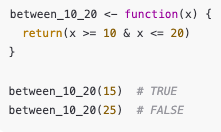 between_10_20 <- function(x) {
  return(x >= 10 & x <= 20)
}

between_10_20(15)  # TRUE
between_10_20(25)  # FALSE